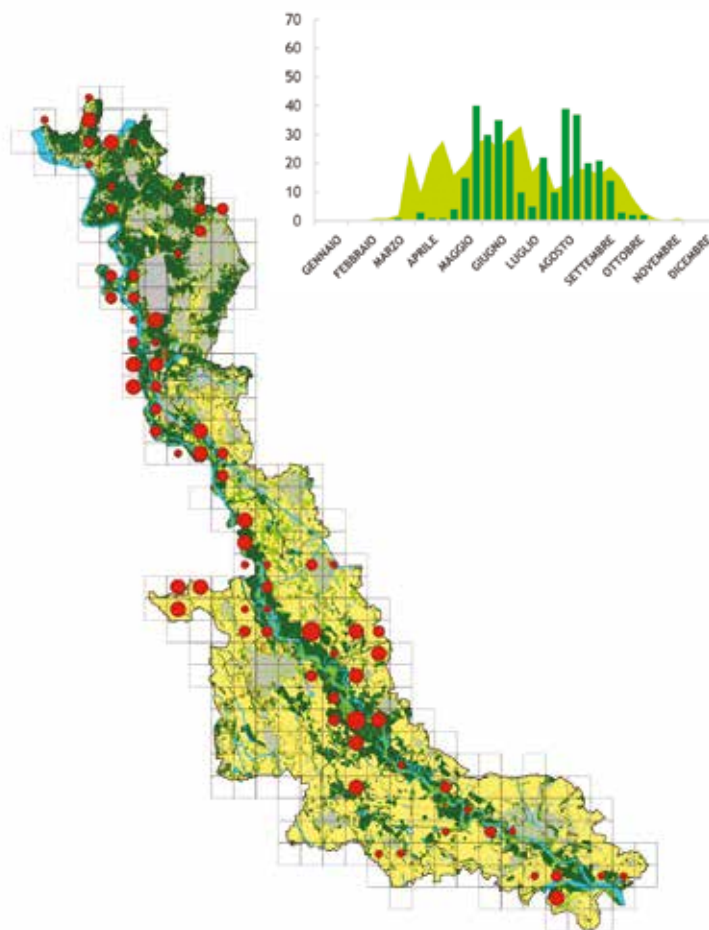 70
60
50
40
30
20
10
0
GENNAIO
FEBBRAIO
MARZO
APRILE
MAGGIO
GIUGNO
LUGLIO
AGOSTO
SETTEMBRE
OTTOBRE
NOVEMBRE
DICEMBRE